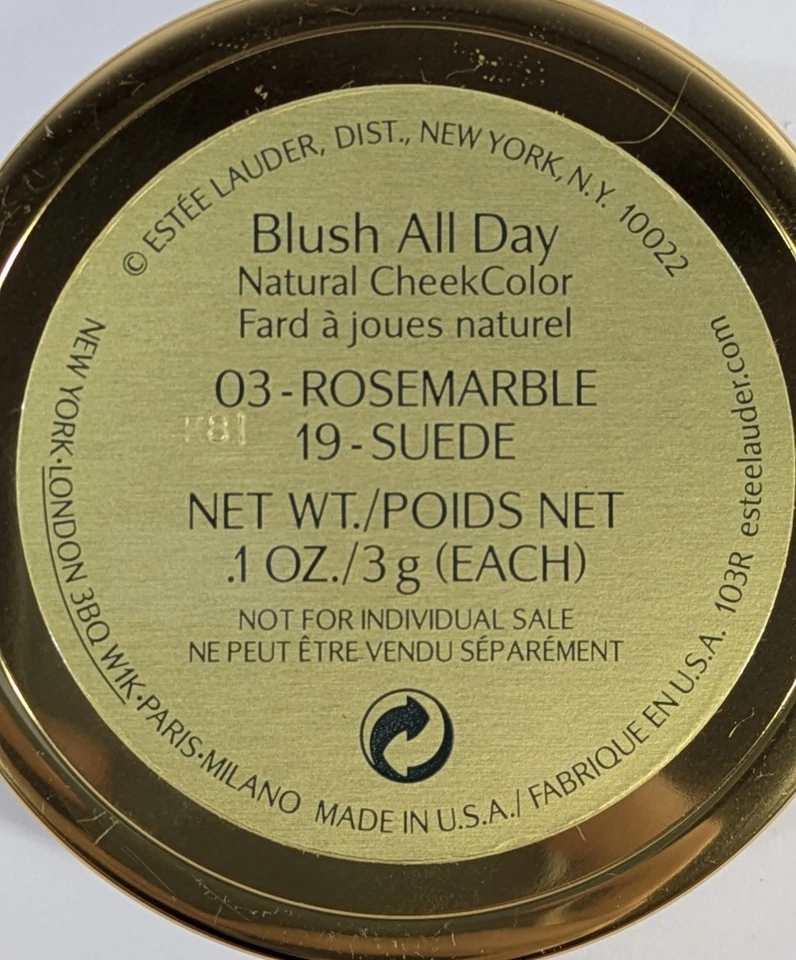 © ESTÉE LAUDER, DIST., NEW YORK, N.Y. 10022
Blush All Day
Natural CheekColor
Fard à joues naturel
03-ROSEMARBLE
19-SUEDE
NET WT./POIDS NET
.1 OZ./3 g (EACH)
NOT FOR INDIVIDUAL SALE
NE PEUT ÊTRE VENDU SÉPARÉMENT
NEW YORK·LONDON 3BQ W1K·PARIS·MILANO MADE IN U.S.A./ FABRIQUE EN U.S.A. 103R esteelauder.com